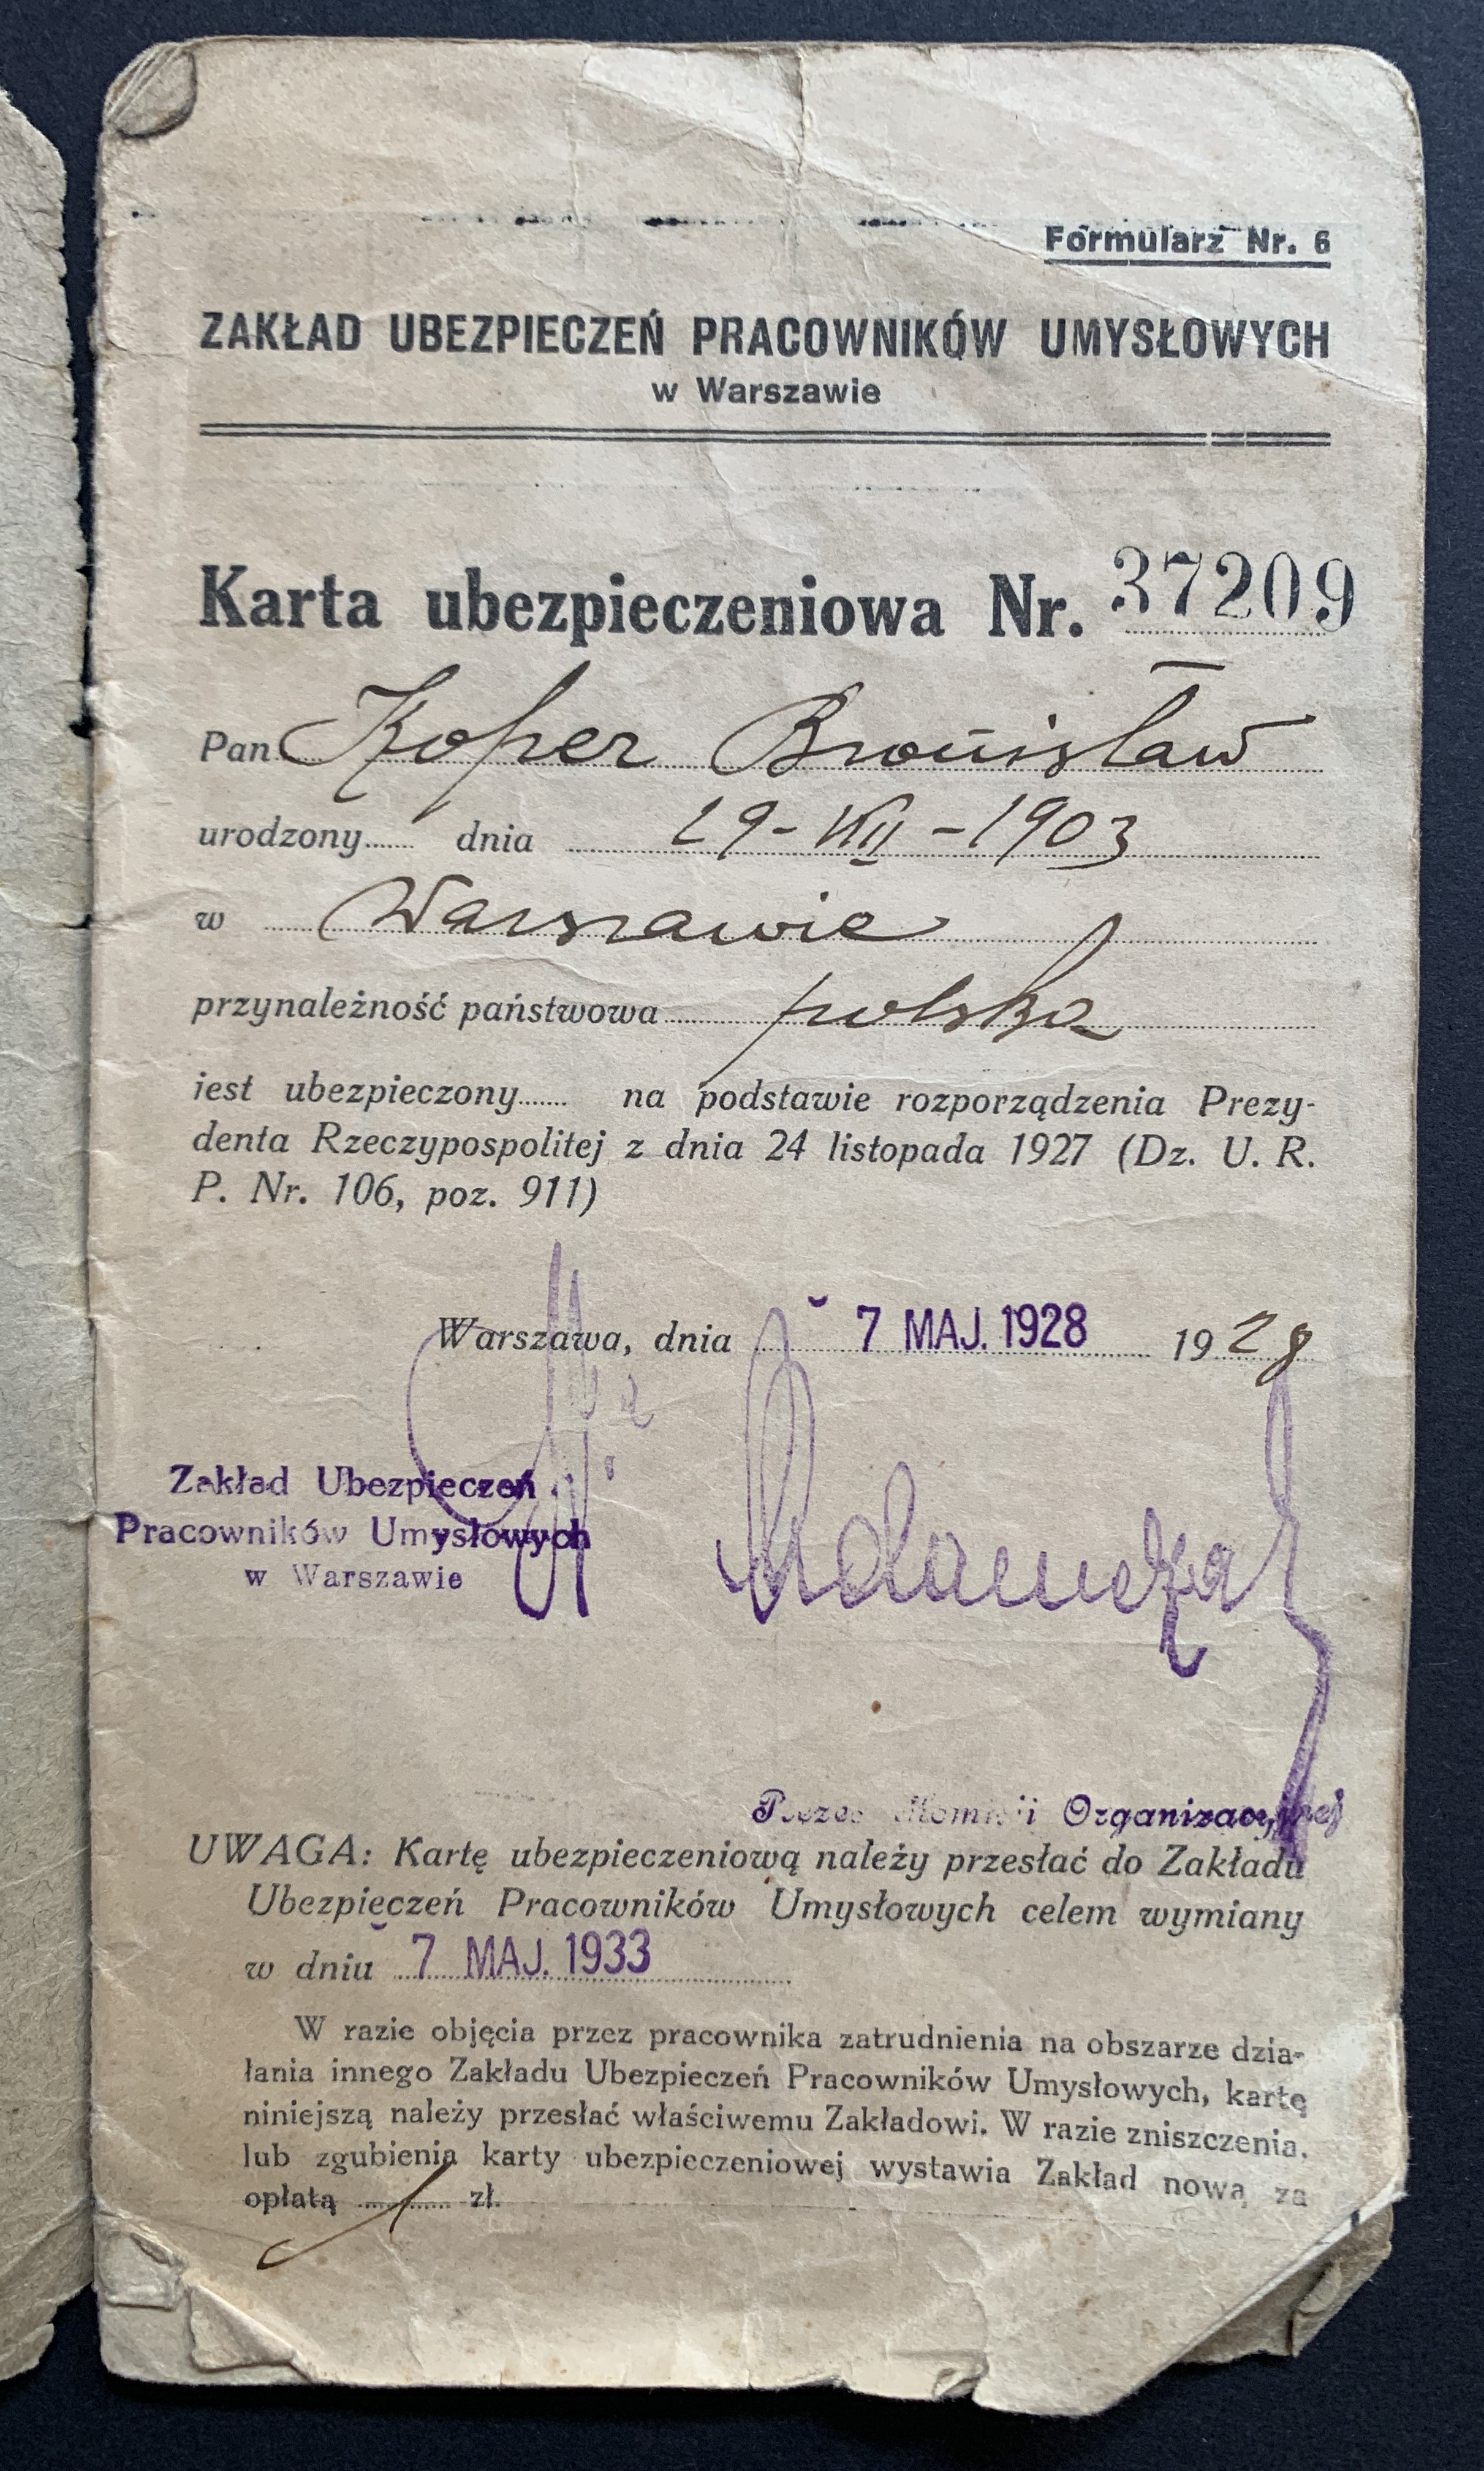 Formularz Nr. 6
ZAKŁAD UBEZPIECZEŃ PRACOWNIKÓW UMYSŁOWYCH
w Warszawie
Karta ubezpieczeniowa Nr. 37209
Pan Koper Bronisław
urodzony...... dnia 29-VIII-1903
w Warszawie
przynależność państwowa polska
jest ubezpieczony...... na podstawie rozporządzenia Prezy-
denta Rzeczypospolitej z dnia 24 listopada 1927 (Dz. U. R.
P. Nr. 106, poz. 911)
Warszawa, dnia 7 MAJ. 1928 1928
Zakład Ubezpieczeń
Pracowników Umysłowych
w Warszawie
Prezes Komisji Organizacyjnej
UWAGA: Kartę ubezpieczeniową należy przesłać do Zakładu
Ubezpieczeń Pracowników Umysłowych celem wymiany
w dniu 7 MAJ. 1933
W razie objęcia przez pracownika zatrudnienia na obszarze dzia-
łania innego Zakładu Ubezpieczeń Pracowników Umysłowych, kartę
niniejszą należy przesłać właściwemu Zakładowi. W razie zniszczenia,
lub zgubienia karty ubezpieczeniowej wystawia Zakład nową za
opłatą 1 zł.